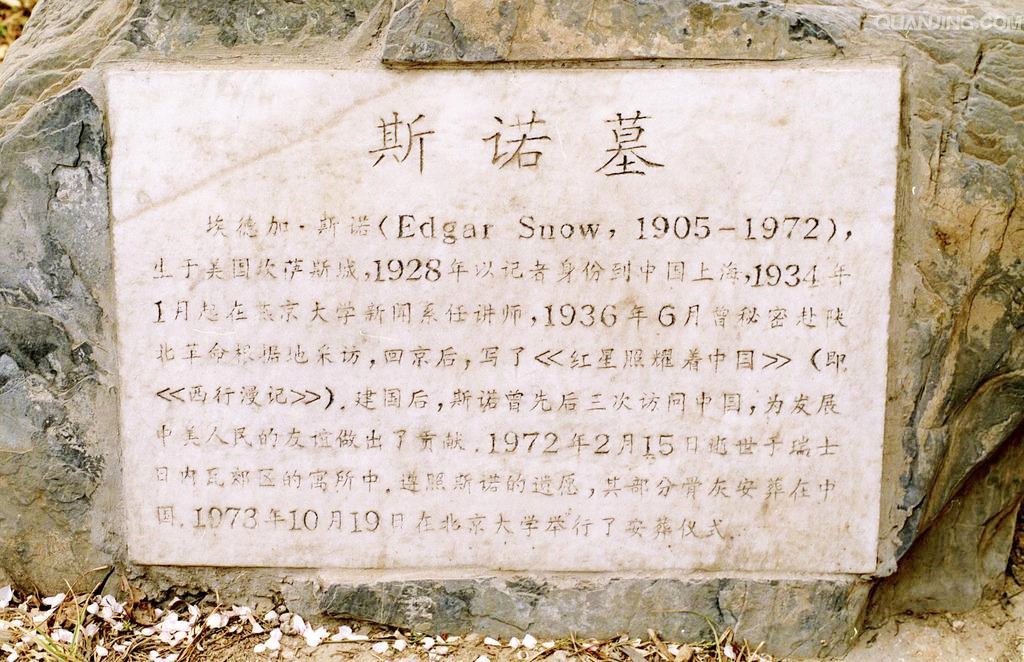 QUANJING.COM
斯诺墓
埃德加·斯诺(Edgar Snow, 1905-1972),
生于美国坎萨斯城,1928年以记者身份到中国上海,1934年
1月起在燕京大学新闻系任讲师,1936年6月曾秘密赴陕
北革命根据地采访,回京后,写了≪红星照耀着中国≫(即
≪西行漫记≫).建国后,斯诺曾先后三次访问中国,为发展
中美人民的友谊做出了贡献.1972年2月15日逝世于瑞士
日内瓦郊区的寓所中.遵照斯诺的遗愿,其部分骨灰安葬在中
国.1973年10月19日在北京大学举行了安葬仪式.